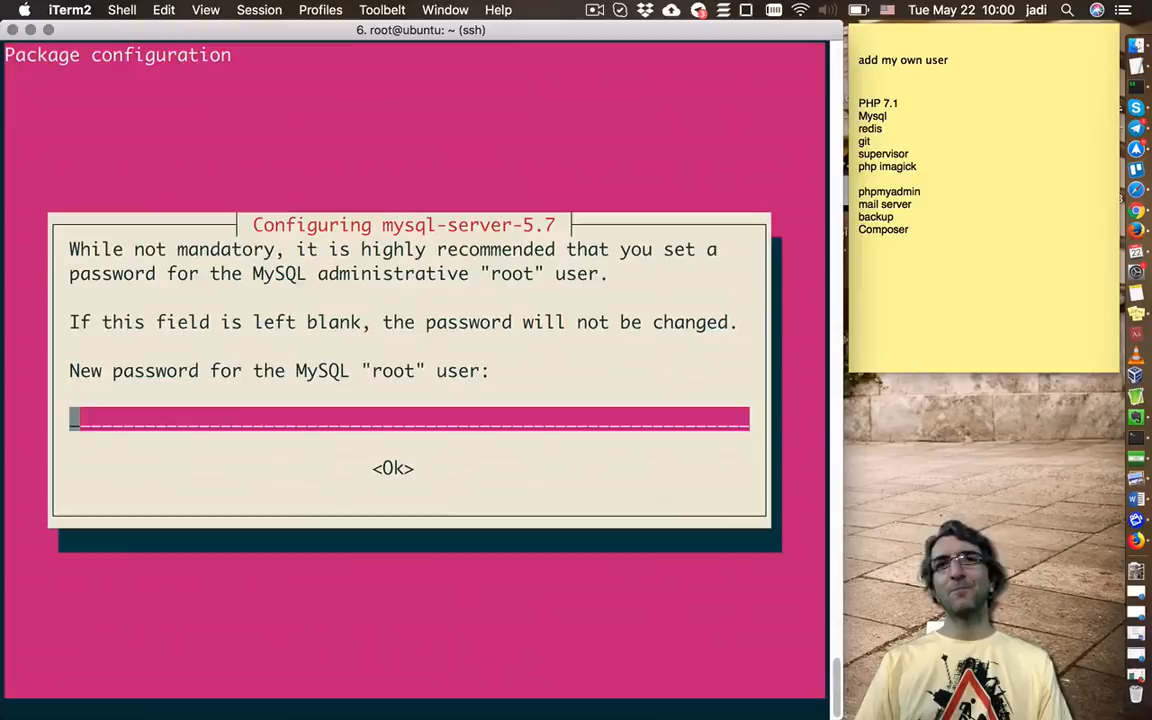 iTerm2 Shell Edit View Session Profiles Toolbelt Window Help Tue May 22 10:00 jadi
6. root@ubuntu: ~ (ssh)
Package configuration
Configuring mysql-server-5.7
While not mandatory, it is highly recommended that you set a
password for the MySQL administrative "root" user.
If this field is left blank, the password will not be changed.
New password for the MySQL "root" user:
<Ok>
add my own user
PHP 7.1
Mysql
redis
git
supervisor
php imagick
phpmyadmin
mail server
backup
Composer